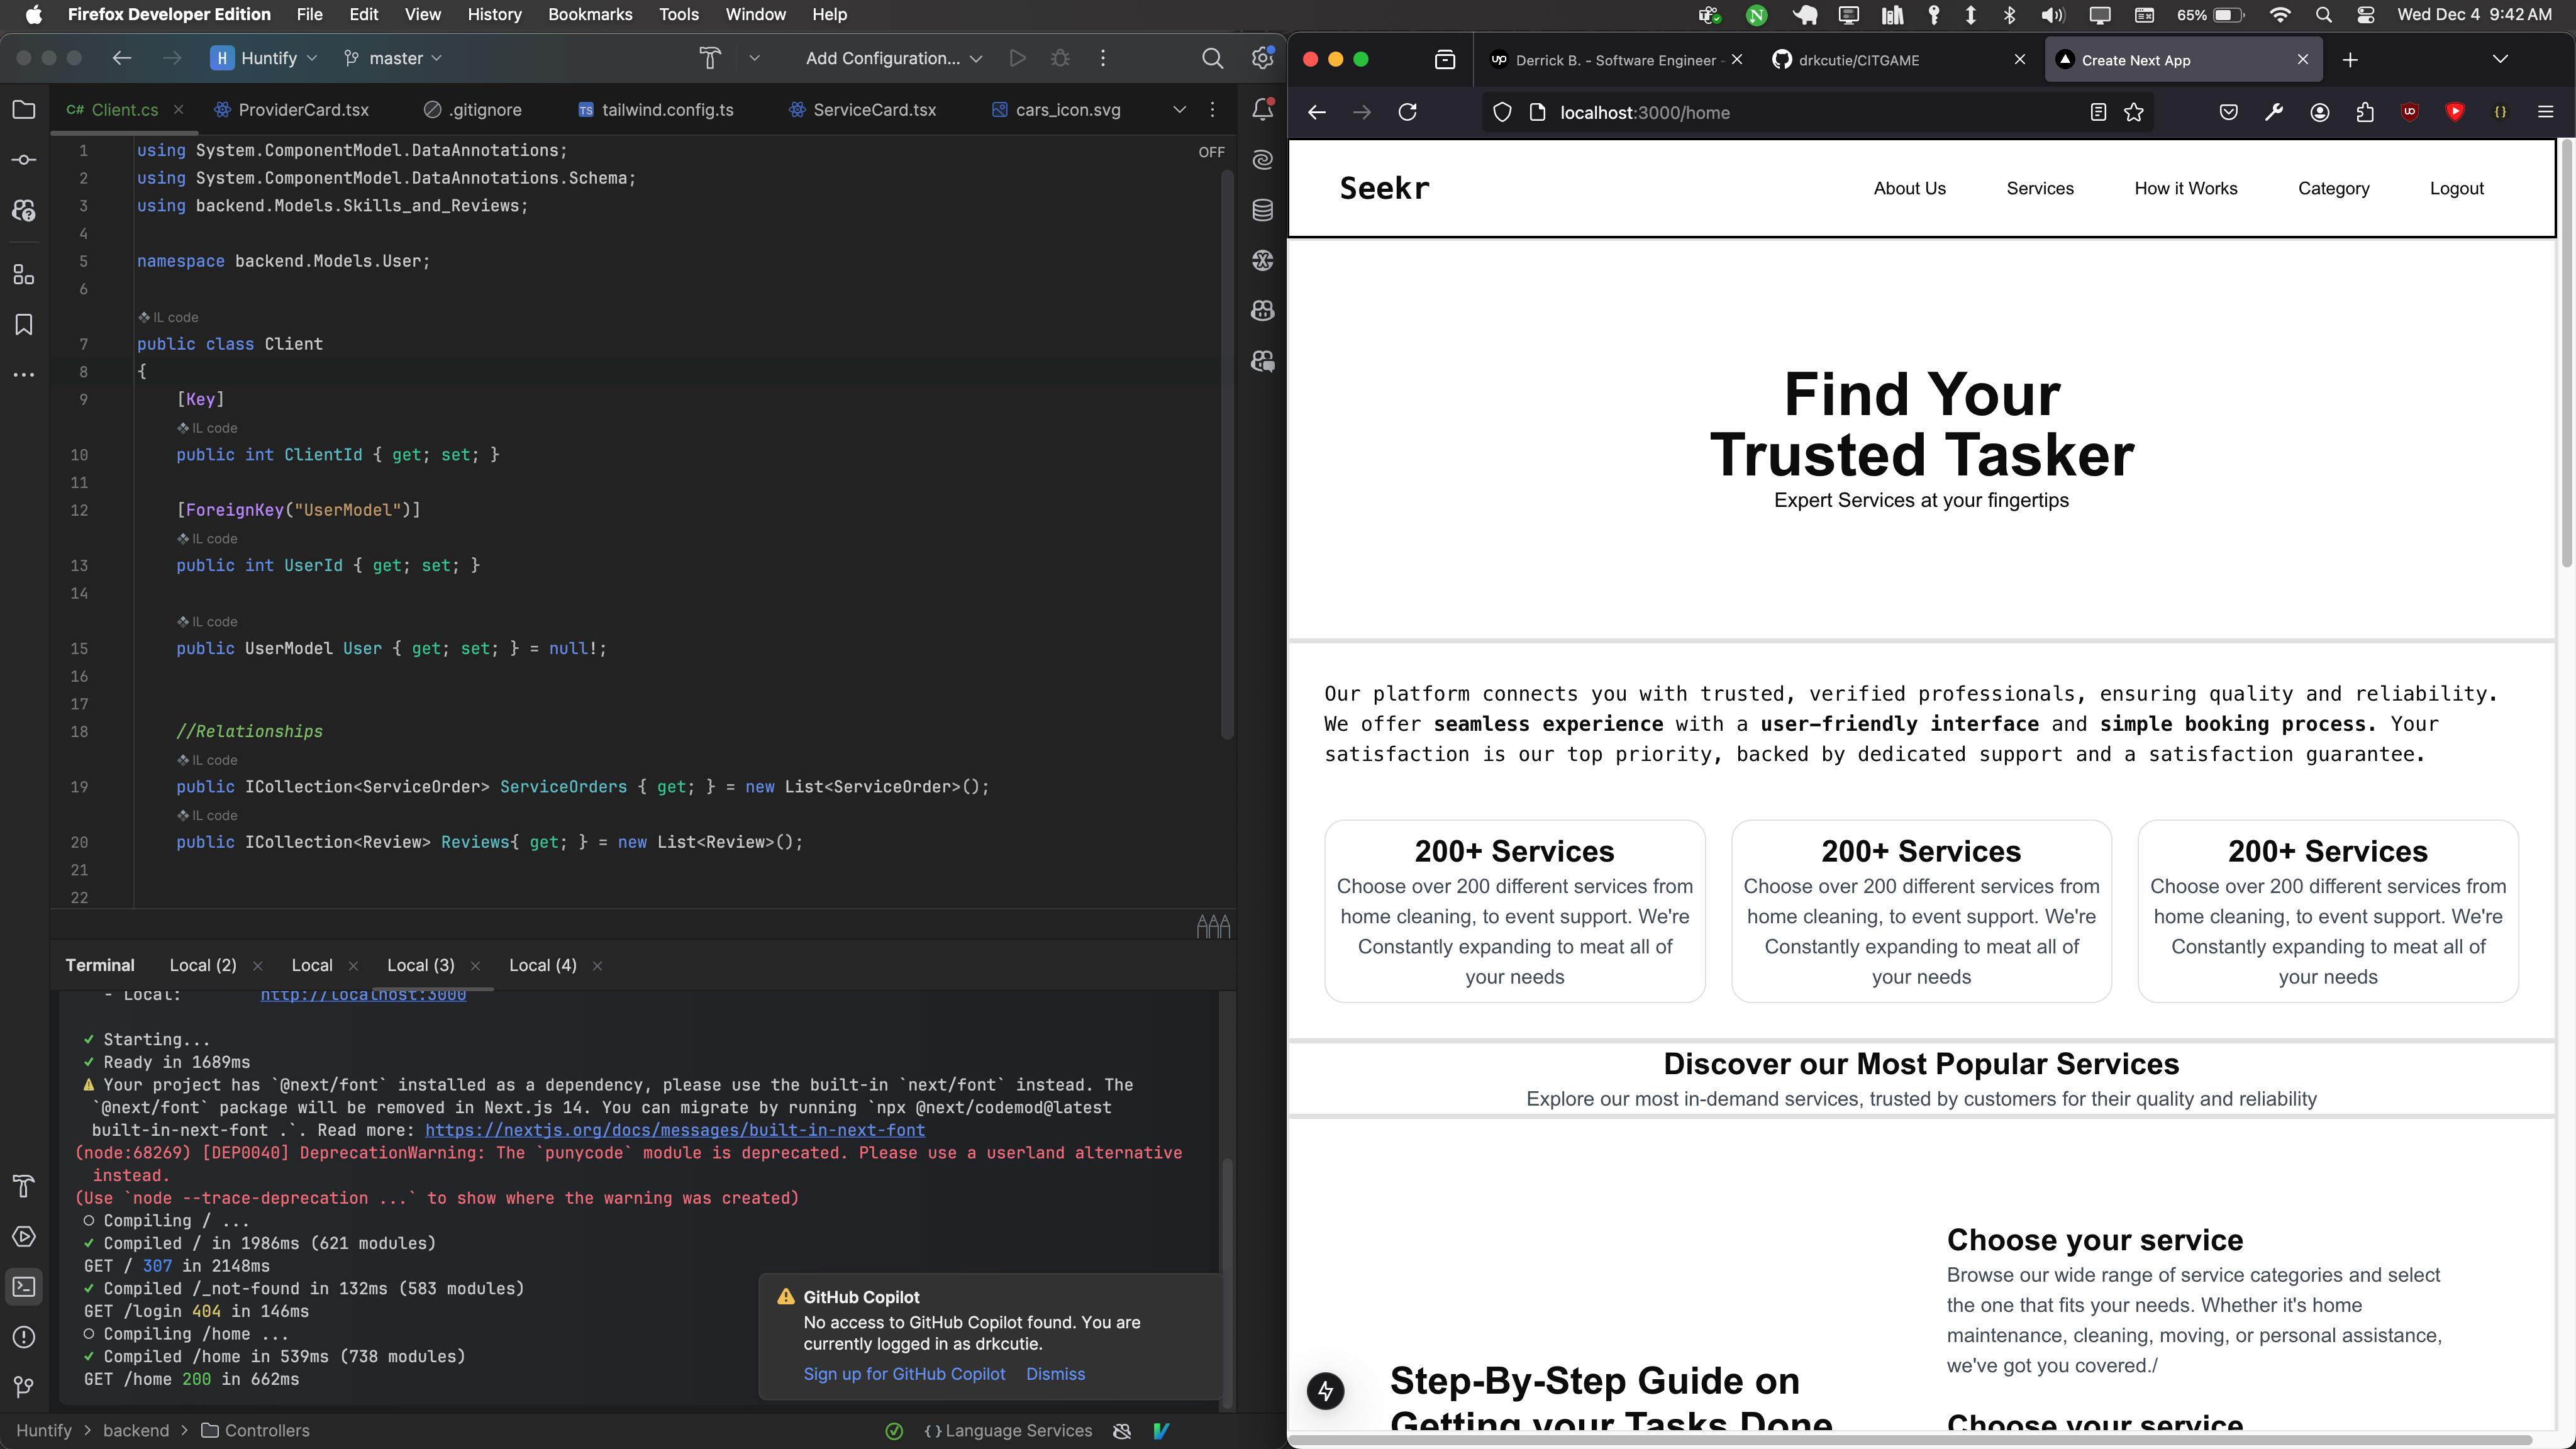 Firefox Developer Edition File Edit View History Bookmarks Tools Window Help
65% Wed Dec 4 9:42 AM
H Huntify master Add Configuration...
C# Client.cs ProviderCard.tsx .gitignore TS tailwind.config.ts ServiceCard.tsx cars_icon.svg
OFF
1 using System.ComponentModel.DataAnnotations;
2 using System.ComponentModel.DataAnnotations.Schema;
3 using backend.Models.Skills_and_Reviews;
4
5 namespace backend.Models.User;
6
IL code
7 public class Client
8 {
9 [Key]
IL code
10 public int ClientId { get; set; }
11
12 [ForeignKey("UserModel")]
IL code
13 public int UserId { get; set; }
14
IL code
15 public UserModel User { get; set; } = null!;
16
17
18 //Relationships
IL code
19 public ICollection<ServiceOrder> ServiceOrders { get; } = new List<ServiceOrder>();
IL code
20 public ICollection<Review> Reviews{ get; } = new List<Review>();
21
22
Terminal Local (2) Local Local (3) Local (4)
- Local: http://localhost:3000
✓ Starting...
✓ Ready in 1689ms
⚠ Your project has `@next/font` installed as a dependency, please use the built-in `next/font` instead. The
`@next/font` package will be removed in Next.js 14. You can migrate by running `npx @next/codemod@latest
built-in-next-font .`. Read more: https://nextjs.org/docs/messages/built-in-next-font
(node:68269) [DEP0040] DeprecationWarning: The `punycode` module is deprecated. Please use a userland alternative
instead.
(Use `node --trace-deprecation ...` to show where the warning was created)
○ Compiling / ...
✓ Compiled / in 1986ms (621 modules)
GET / 307 in 2148ms
✓ Compiled /_not-found in 132ms (583 modules)
GET /login 404 in 146ms
○ Compiling /home ...
✓ Compiled /home in 539ms (738 modules)
GET /home 200 in 662ms
GitHub Copilot
No access to GitHub Copilot found. You are
currently logged in as drkcutie.
Sign up for GitHub Copilot Dismiss
Huntify > backend > Controllers
{} Language Services
Derrick B. - Software Engineer - drkcutie/CITGAME Create Next App
localhost:3000/home
Seekr About Us Services How it Works Category Logout
Find Your
Trusted Tasker
Expert Services at your fingertips
Our platform connects you with trusted, verified professionals, ensuring quality and reliability.
We offer seamless experience with a user-friendly interface and simple booking process. Your
satisfaction is our top priority, backed by dedicated support and a satisfaction guarantee.
200+ Services
Choose over 200 different services from
home cleaning, to event support. We're
Constantly expanding to meat all of
your needs
200+ Services
Choose over 200 different services from
home cleaning, to event support. We're
Constantly expanding to meat all of
your needs
200+ Services
Choose over 200 different services from
home cleaning, to event support. We're
Constantly expanding to meat all of
your needs
Discover our Most Popular Services
Explore our most in-demand services, trusted by customers for their quality and reliability
Step-By-Step Guide on
Getting your Tasks Done
Choose your service
Browse our wide range of service categories and select
the one that fits your needs. Whether it's home
maintenance, cleaning, moving, or personal assistance,
we've got you covered./
Choose your service